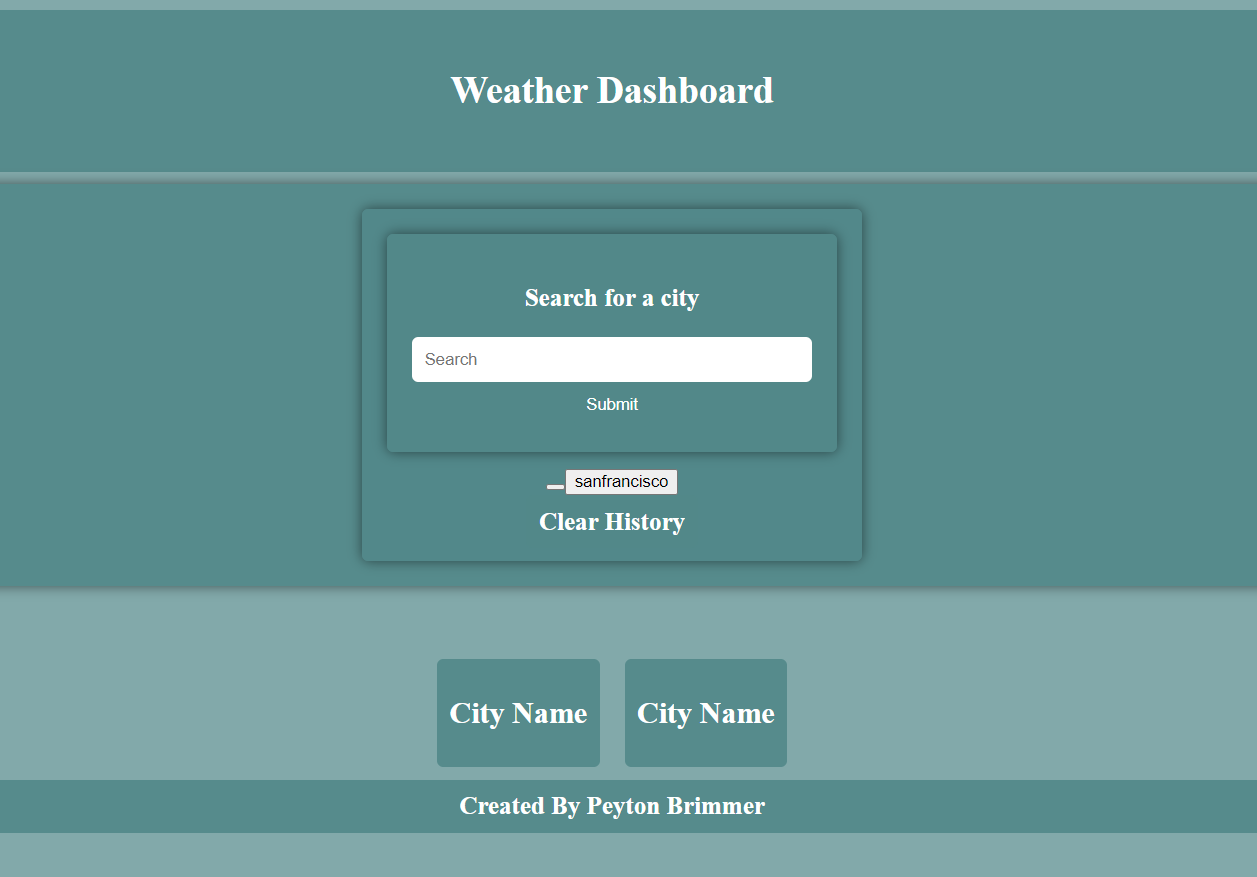 Weather Dashboard
Search for a city
Search
Submit
sanfrancisco
Clear History
City Name City Name
Created By Peyton Brimmer